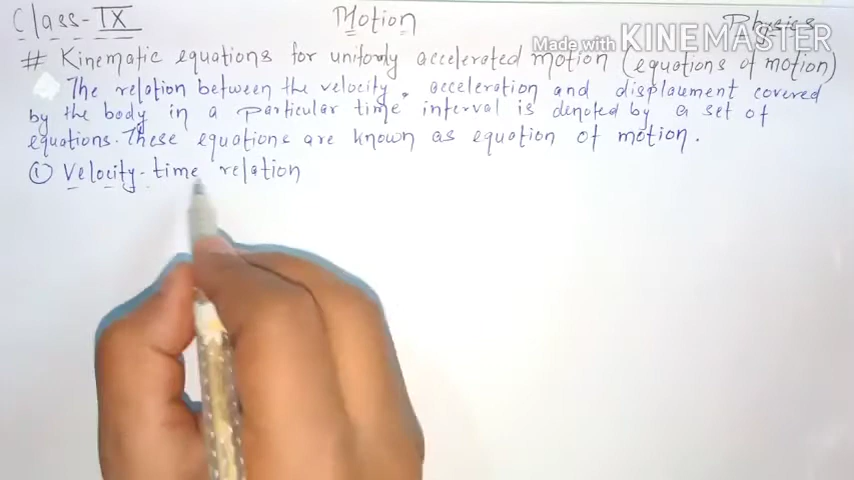 Class-IX Motion Physics
Made with KINEMASTER
# Kinematic equations for uniformly accelerated motion (equations of motion)
The relation between the velocity, acceleration and displacement covered
by the body in a particular time interval is denoted by a set of
equations. These equations are known as equation of motion.
① Velocity-time relation